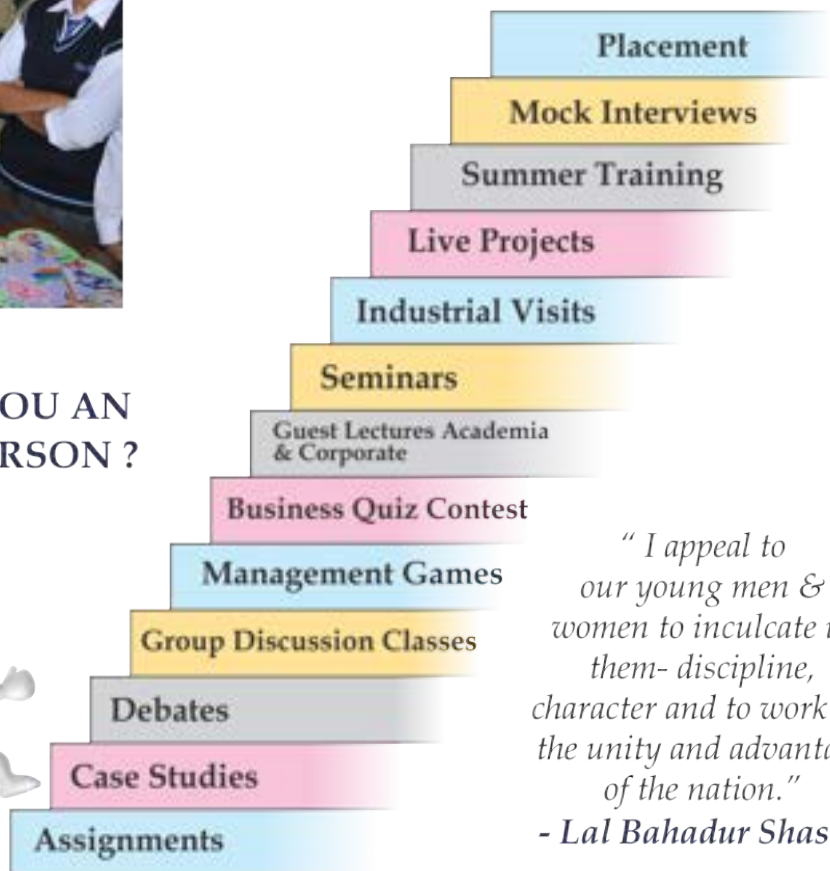 Placement
Mock Interviews
Summer Training
Live Projects
Industrial Visits
Seminars
Guest Lectures Academia
& Corporate
Business Quiz Contest
Management Games
Group Discussion Classes
Debates
Case Studies
Assignments
OU AN
RSON ?
“ I appeal to
our young men &
women to inculcate
them- discipline,
character and to work
the unity and advanta
of the nation.”
- Lal Bahadur Shas